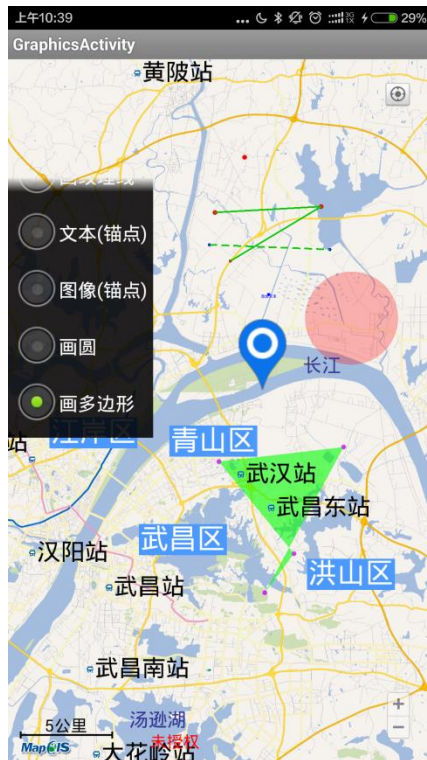 上午10:39
... 3G 29%
GraphicsActivity
黄陂站
文本(锚点)
图像(锚点)
画圆
长江
画多边形
江岸区
青山区
站
武汉站
武昌东站
武昌区
汉阳站
洪山区
武昌站
武昌南站
+
5公里
汤逊湖
−
未授权
MapGIS
大花岭站